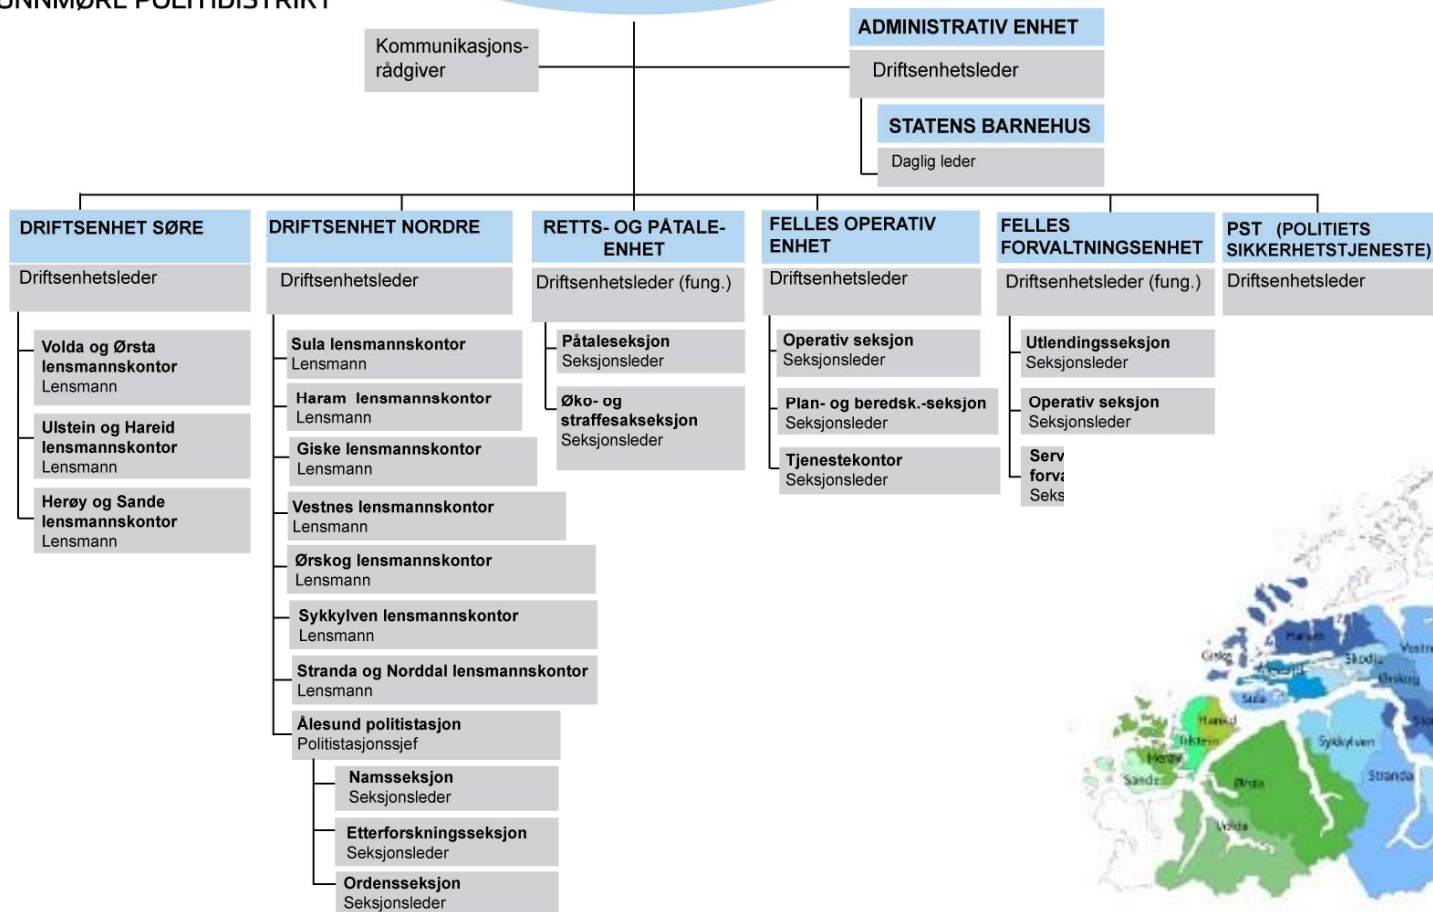 Kommunikasjons-
rådgiver
ADMINISTRATIV ENHET
Driftsenhetsleder
STATENS BARNEHUS
Daglig leder
DRIFTSENHET SØRE
Driftsenhetsleder
Volda og Ørsta
lensmannskontor
Lensmann
Ulstein og Hareid
lensmannskontor
Lensmann
Herøy og Sande
lensmannskontor
Lensmann
DRIFTSENHET NORDRE
Driftsenhetsleder
Sula lensmannskontor
Lensmann
Haram lensmannskontor
Lensmann
Giske lensmannskontor
Lensmann
Vestnes lensmannskontor
Lensmann
Ørskog lensmannskontor
Lensmann
Sykkylven lensmannskontor
Lensmann
Stranda og Norddal lensmannskontor
Lensmann
Ålesund politistasjon
Politistasjonssjef
Namsseksjon
Seksjonsleder
Etterforskningsseksjon
Seksjonsleder
Ordensseksjon
Seksjonsleder
RETTS- OG PÅTALE-
ENHET
Driftsenhetsleder (fung.)
Påtaleseksjon
Seksjonsleder
Øko- og
straffesakseksjon
Seksjonsleder
FELLES OPERATIV
ENHET
Driftsenhetsleder
Operativ seksjon
Seksjonsleder
Plan- og beredsk.-seksjon
Seksjonsleder
Tjenestekontor
Seksjonsleder
FELLES
FORVALTNINGSENHET
Driftsenhetsleder (fung.)
Utlendingsseksjon
Seksjonsleder
Operativ seksjon
Seksjonsleder
Serv
forva
Seks
PST (POLITIETS
SIKKERHETSTJENESTE)
Driftsenhetsleder
Giske
Skodje
Ørskog
Sula
Sykkylven
Stranda
Herøy
Sande
Ørsta
Volda